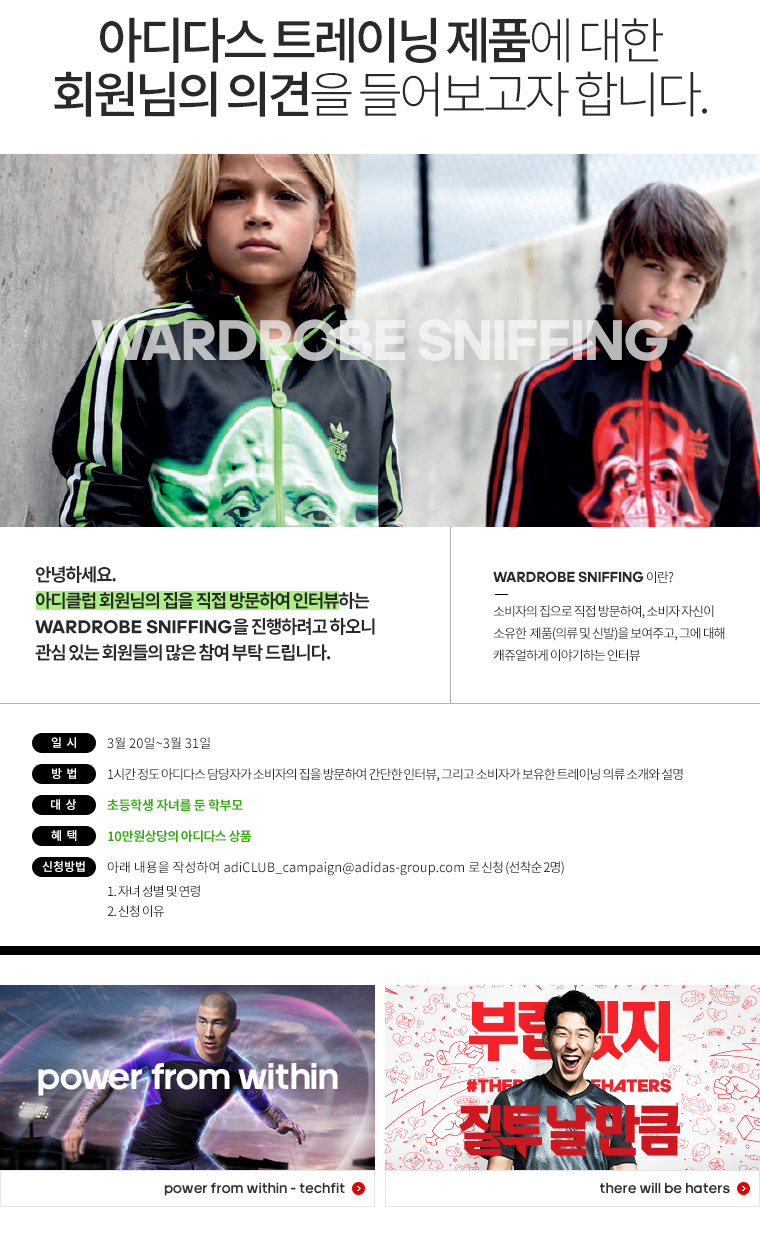 아디다스 트레이닝 제품에 대한
회원님의 의견을 들어보고자 합니다.
WARDROBE SNIFFING
adidas
STAR
WARS
안녕하세요.
아디클럽 회원님의 집을 직접 방문하여 인터뷰하는
WARDROBE SNIFFING을 진행하려고 하오니
관심 있는 회원들의 많은 참여 부탁 드립니다.
WARDROBE SNIFFING 이란?
소비자의 집으로 직접 방문하여, 소비자 자신이
소유한 제품(의류 및 신발)을 보여주고, 그에 대해
캐쥬얼하게 이야기하는 인터뷰
일 시 3월 20일~3월 31일
방 법 1시간 정도 아디다스 담당자가 소비자의 집을 방문하여 간단한 인터뷰, 그리고 소비자가 보유한 트레이닝 의류 소개와 설명
대 상 초등학생 자녀를 둔 학부모
혜 택 10만원상당의 아디다스 상품
신청방법 아래 내용을 작성하여 adiCLUB_campaign@adidas-group.com 로 신청 (선착순 2명)
1. 자녀 성별 및 연령
2. 신청 이유
power from within
부럽겠지
질투날만큼
power from within - techfit
there will be haters